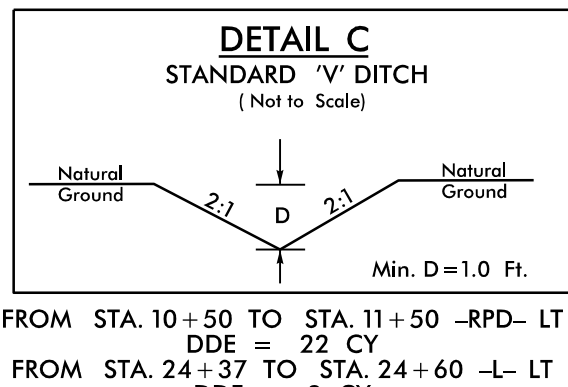 DETAIL C
STANDARD 'V' DITCH
( Not to Scale)
Natural
Ground
2:1
D
2:1
Natural
Ground
Min. D=1.0 Ft.
FROM STA. 10+50 TO STA. 11+50 -RPD- LT
DDE = 22 CY
FROM STA. 24+37 TO STA. 24+60 -L- LT